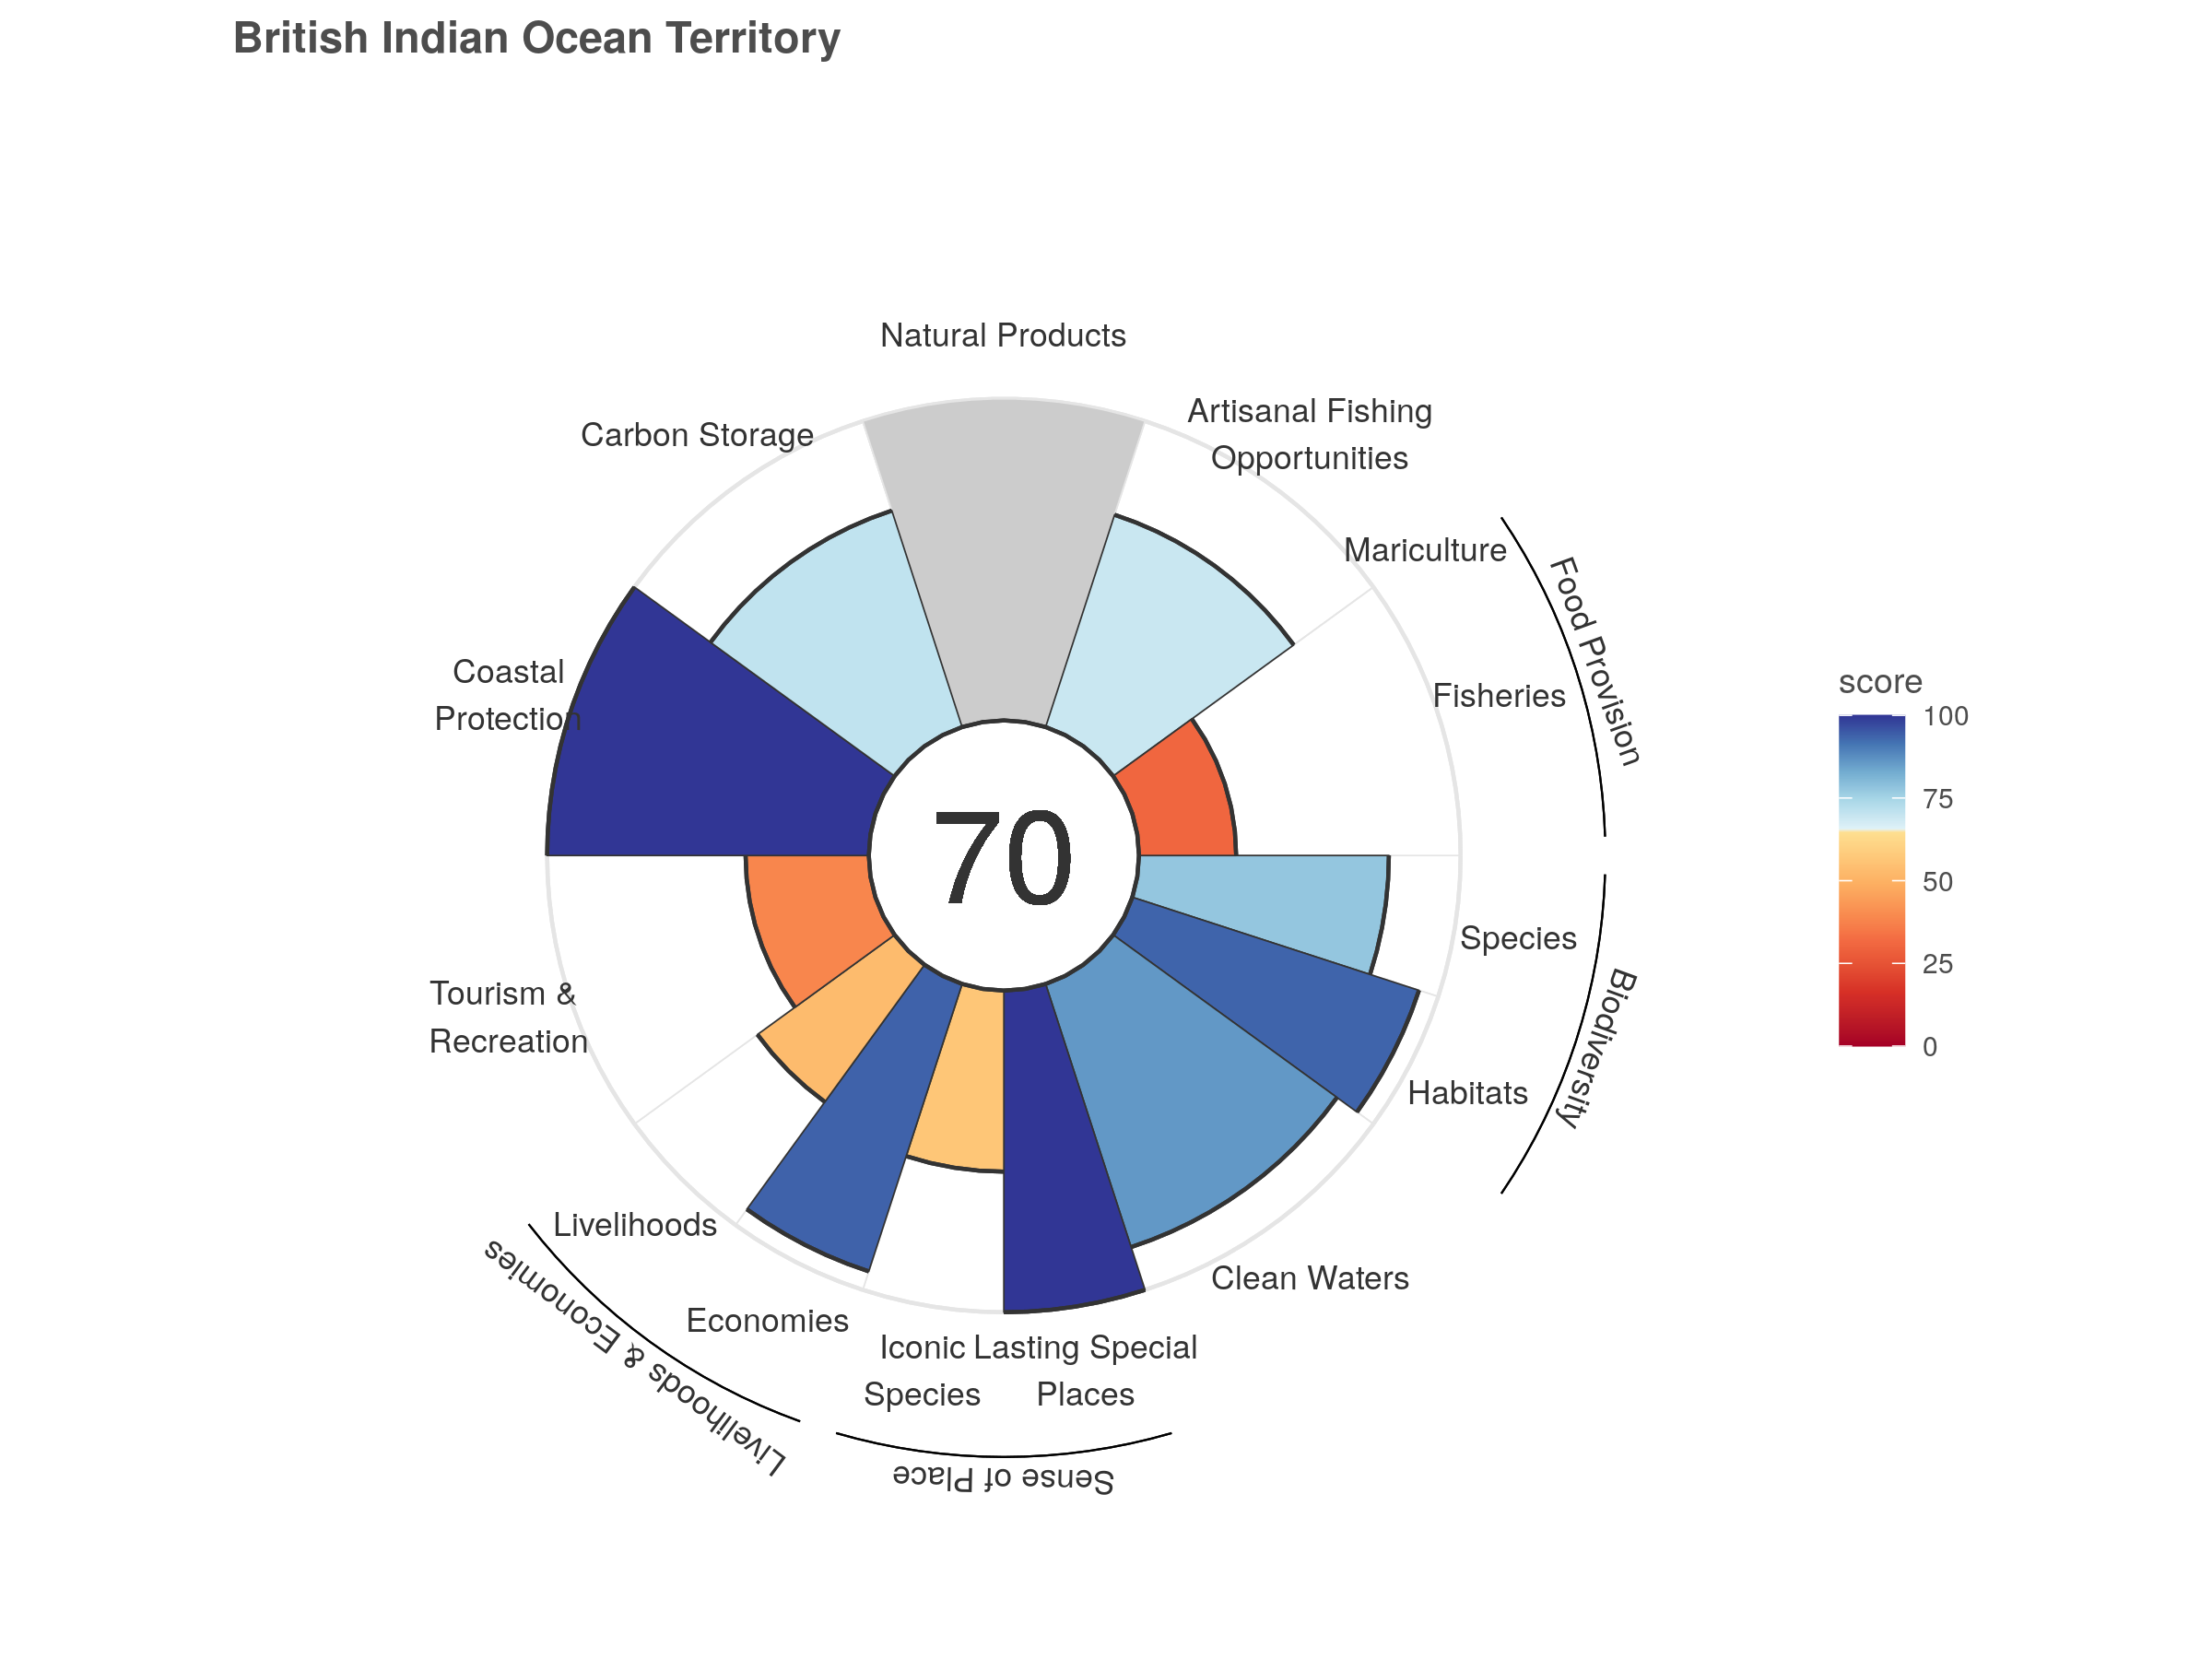 British Indian Ocean Territory
Natural Products
Artisanal Fishing
Opportunities
Carbon Storage
Mariculture
Food Provision
Fisheries
Coastal
Protection
70
score
100
75
50
25
0
Species
Biodiversity
Habitats
Tourism &
Recreation
Livelihoods
Clean Waters
Economies
Iconic
Species
Lasting Special
Places
Livelihoods & Economies
Sense of Place